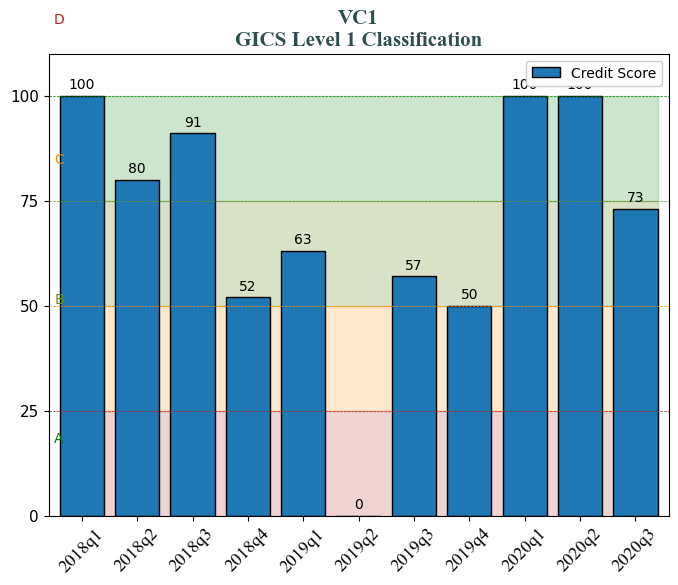 D
VC1
GICS Level 1 Classification
Credit Score
100
80
91
52
63
0
57
50
100
100
73
100
75
50
25
0
C
B
A
2018q1
2018q2
2018q3
2018q4
2019q1
2019q2
2019q3
2019q4
2020q1
2020q2
2020q3